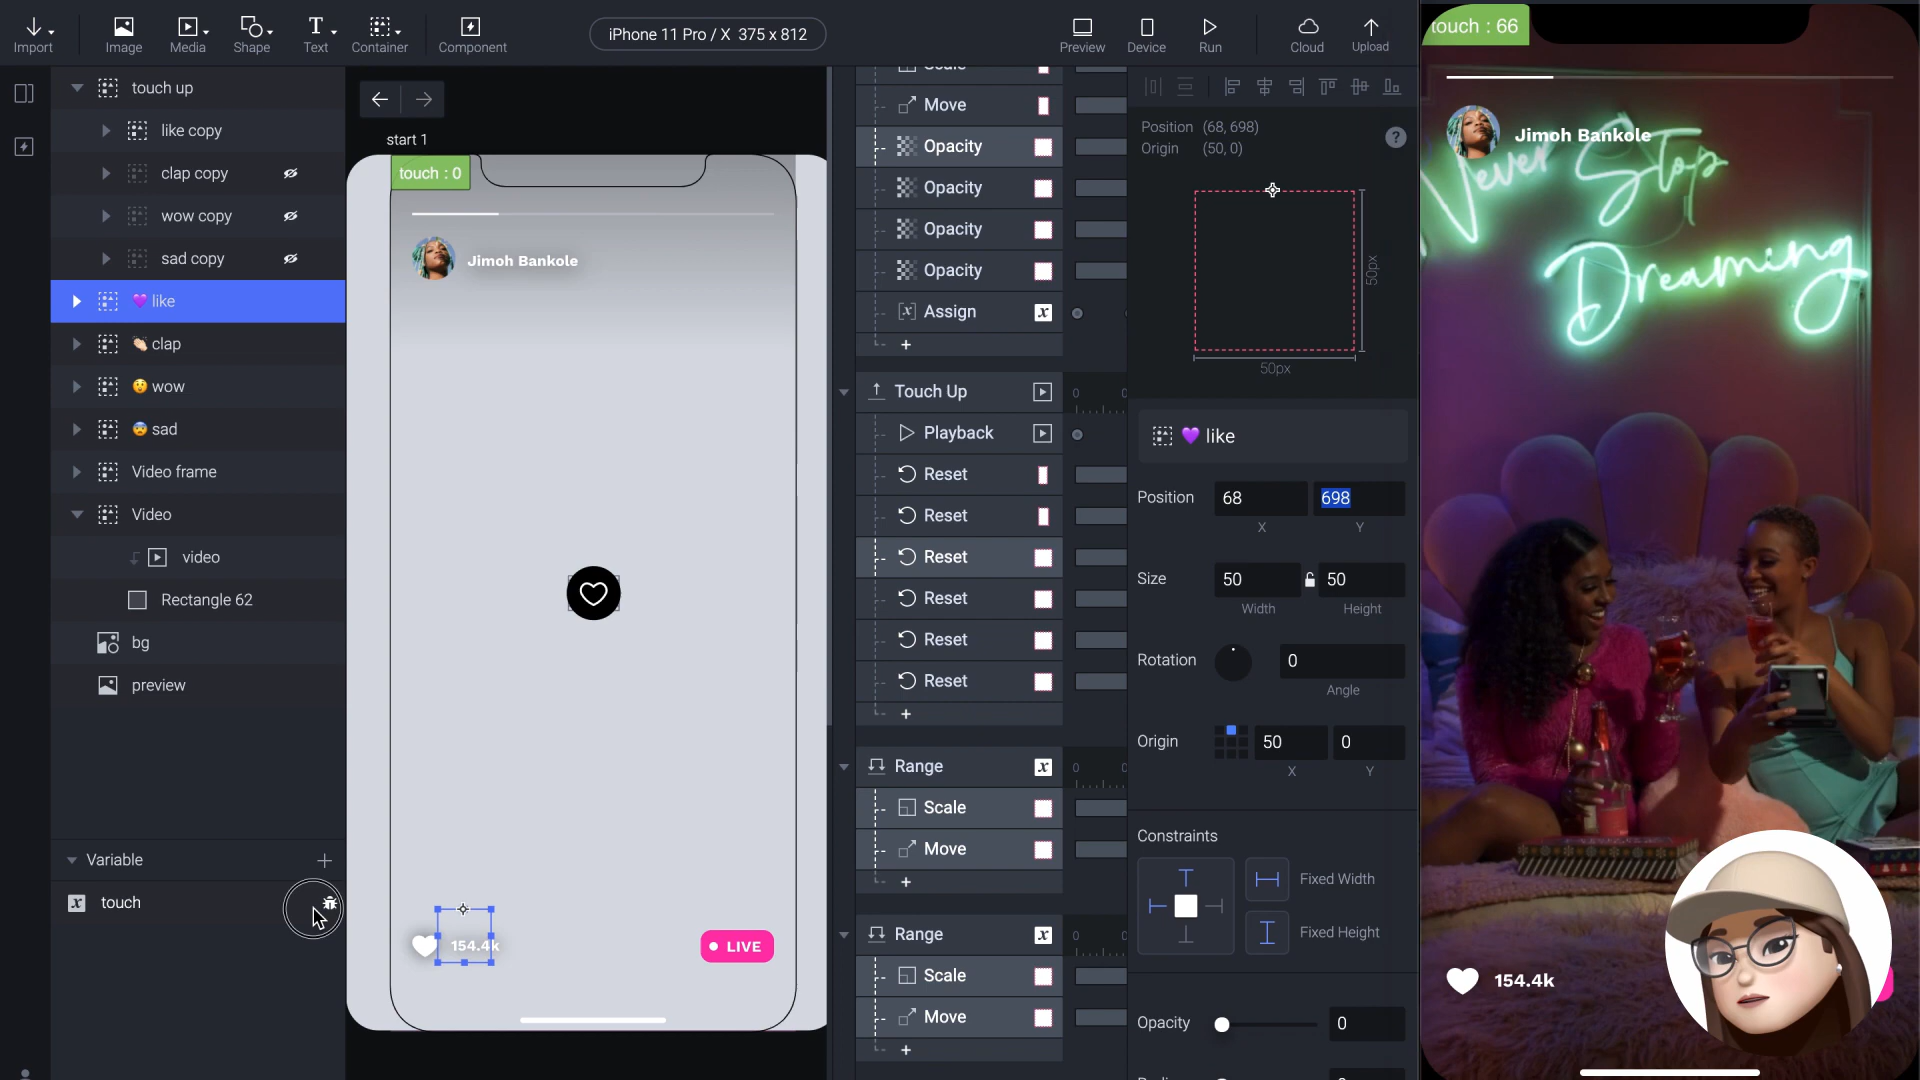 Import
Image
Media
Shape
Text
Container
Component
iPhone 11 Pro / X 375 x 812
Preview
Device
Run
Cloud
Upload
touch up
like copy
clap copy
wow copy
sad copy
💜 like
👏🏻 clap
😲 wow
😨 sad
Video frame
Video
video
Rectangle 62
bg
preview
Variable
touch
start 1
touch : 0
Jimoh Bankole
154.4k
LIVE
Scale
Move
Opacity
Opacity
Opacity
Opacity
Assign
Touch Up
0
Playback
Reset
Reset
Reset
Reset
Reset
Reset
Range
0
Scale
Move
Range
0
Scale
Move
Position (68, 698)
Origin (50, 0)
?
50px
50px
💜 like
Position 68 698
X Y
Size 50 50
Width Height
Rotation 0
Angle
Origin 50 0
X Y
Constraints
Fixed Width
Fixed Height
Opacity 0
touch : 66
Jimoh Bankole
Never Stop
Dreaming
154.4k